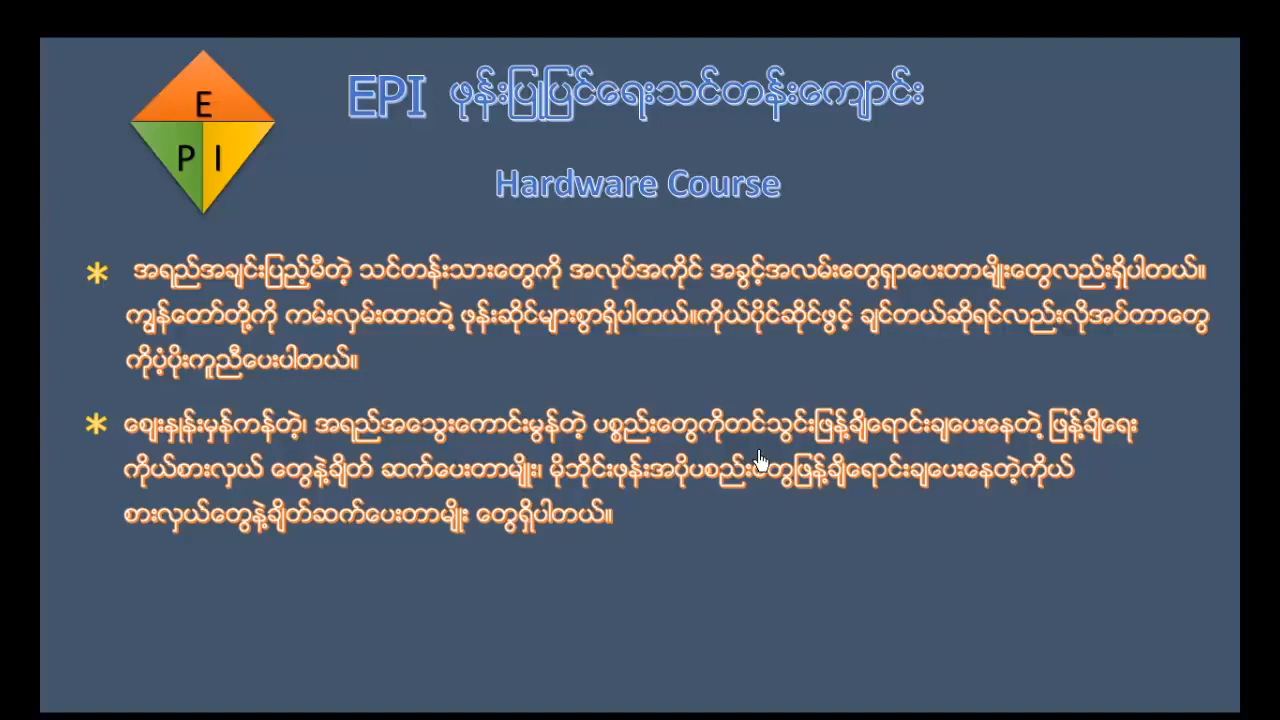 E
P I
EPI ဖုန်းပြုပြင်ရေးသင်တန်းကျောင်း
Hardware Course
* အရည်အချင်းပြည့်မီတဲ့ သင်တန်းသားတွေကို အလုပ်အကိုင် အခွင့်အလမ်းတွေရှာပေးတာမျိုးတွေလည်းရှိပါတယ်။
ကျွန်တော်တို့ကို ကမ်းလှမ်းထားတဲ့ ဖုန်းဆိုင်များစွာရှိပါတယ်။ကိုယ်ပိုင်ဆိုင်ဖွင့် ချင်တယ်ဆိုရင်လည်းလိုအပ်တာတွေ
ကိုပံ့ပိုးကူညီပေးပါတယ်။
* ဈေးနှုန်းမှန်ကန်တဲ့၊ အရည်အသွေးကောင်းမွန်တဲ့ ပစ္စည်းတွေကိုတင်သွင်းဖြန့်ချိရောင်းချပေးနေတဲ့ ဖြန့်ချိရေး
ကိုယ်စားလှယ် တွေနဲ့ချိတ် ဆက်ပေးတာမျိုး၊ မိုဘိုင်းဖုန်းအပိုပစည်းတွေဖြန့်ချိရောင်းချပေးနေတဲ့ကိုယ်
စားလှယ်တွေနဲ့ချိတ်ဆက်ပေးတာမျိုး တွေရှိပါတယ်။